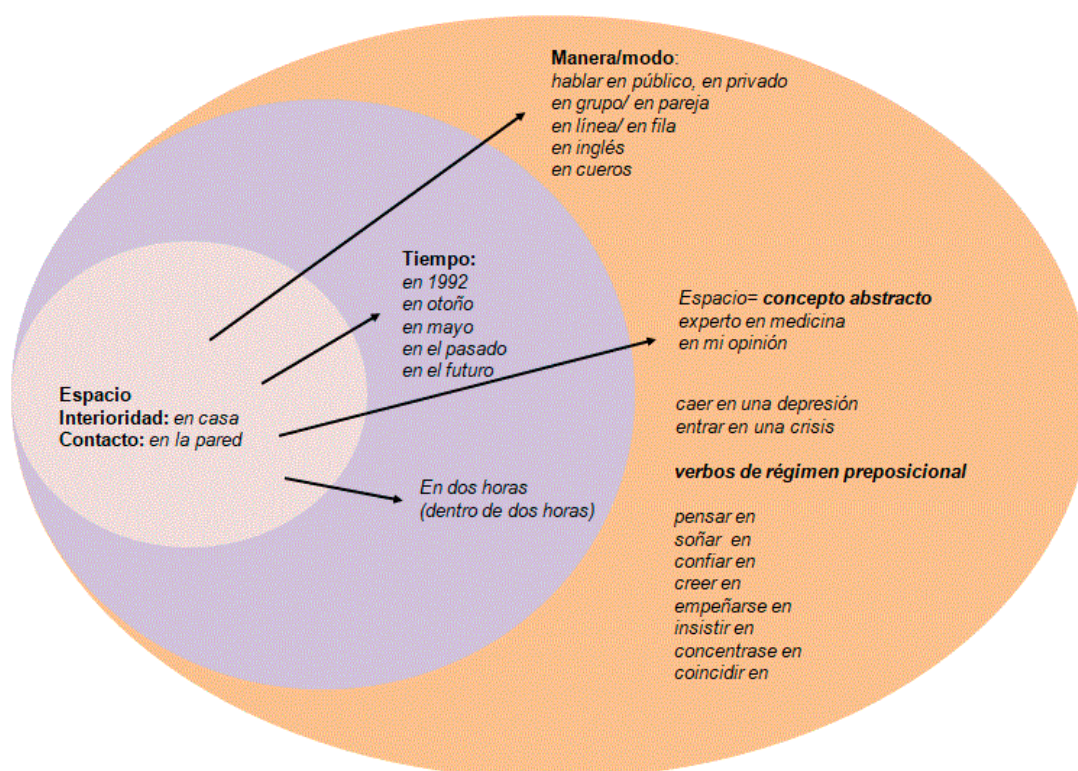 Manera/modo:
hablar en público, en privado
en grupo/ en pareja
en línea/ en fila
en inglés
en cueros
Tiempo:
en 1992
en otoño
en mayo
en el pasado
en el futuro
Espacio= concepto abstracto
experto en medicina
en mi opinión
caer en una depresión
entrar en una crisis
Espacio
Interioridad: en casa
Contacto: en la pared
En dos horas
(dentro de dos horas)
verbos de régimen preposicional
pensar en
soñar en
confiar en
creer en
empeñarse en
insistir en
concentrase en
coincidir en